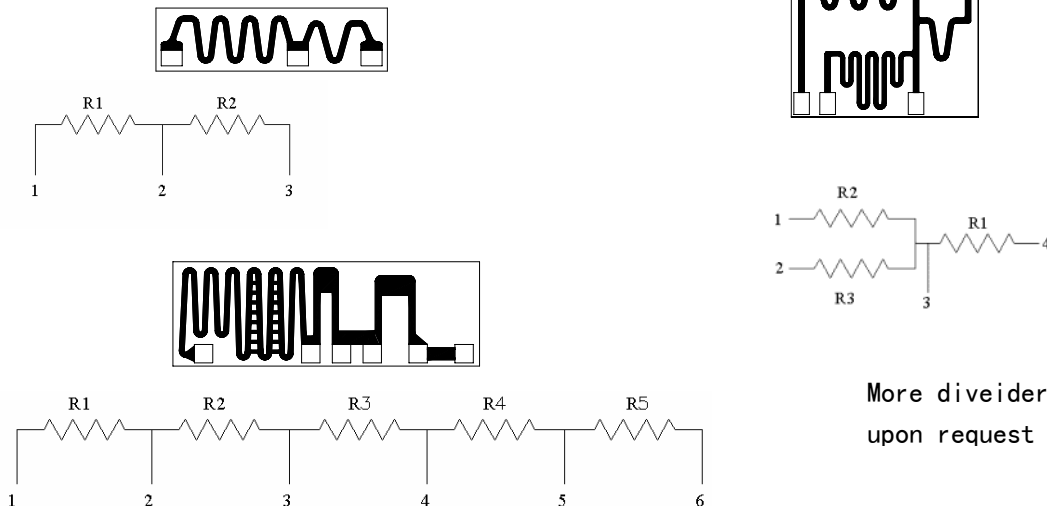 R1 R2
1 2 3
R2
1
R1
4
2
R3
3
R1 R2 R3 R4 R5
1 2 3 4 5 6
More diveider
upon request